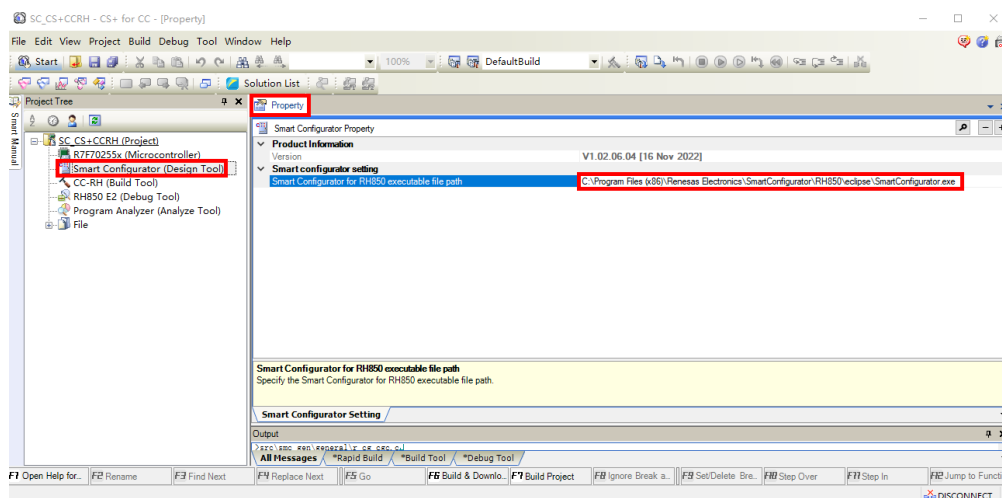 SC_CS+CCRH - CS+ for CC - [Property]
File Edit View Project Build Debug Tool Window Help
Start 100% DefaultBuild
Solution List
Project Tree
Property
Smart Manual
SC_CS+CCRH (Project)
R7F70255x (Microcontroller)
Smart Configurator (Design Tool)
CC-RH (Build Tool)
RH850 E2 (Debug Tool)
Program Analyzer (Analyze Tool)
File
Smart Configurator Property
Product Information
Version V1.02.06.04 [16 Nov 2022]
Smart configurator setting
Smart Configurator for RH850 executable file path C:\Program Files (x86)\Renesas Electronics\SmartConfigurator\RH850\eclipse\SmartConfigurator.exe
Smart Configurator for RH850 executable file path
Specify the Smart Configurator for RH850 executable file path.
Smart Configurator Setting
Output
>src\smc_gen\general\r_cg_cgc.c
All Messages *Rapid Build *Build Tool *Debug Tool
F1 Open Help for... F2 Rename F3 Find Next F4 Replace Next F5 Go F6 Build & Downlo... F7 Build Project F8 Ignore Break a... F9 Set/Delete Bre... F10 Step Over F11 Step In F12 Jump to Functi
DISCONNECT